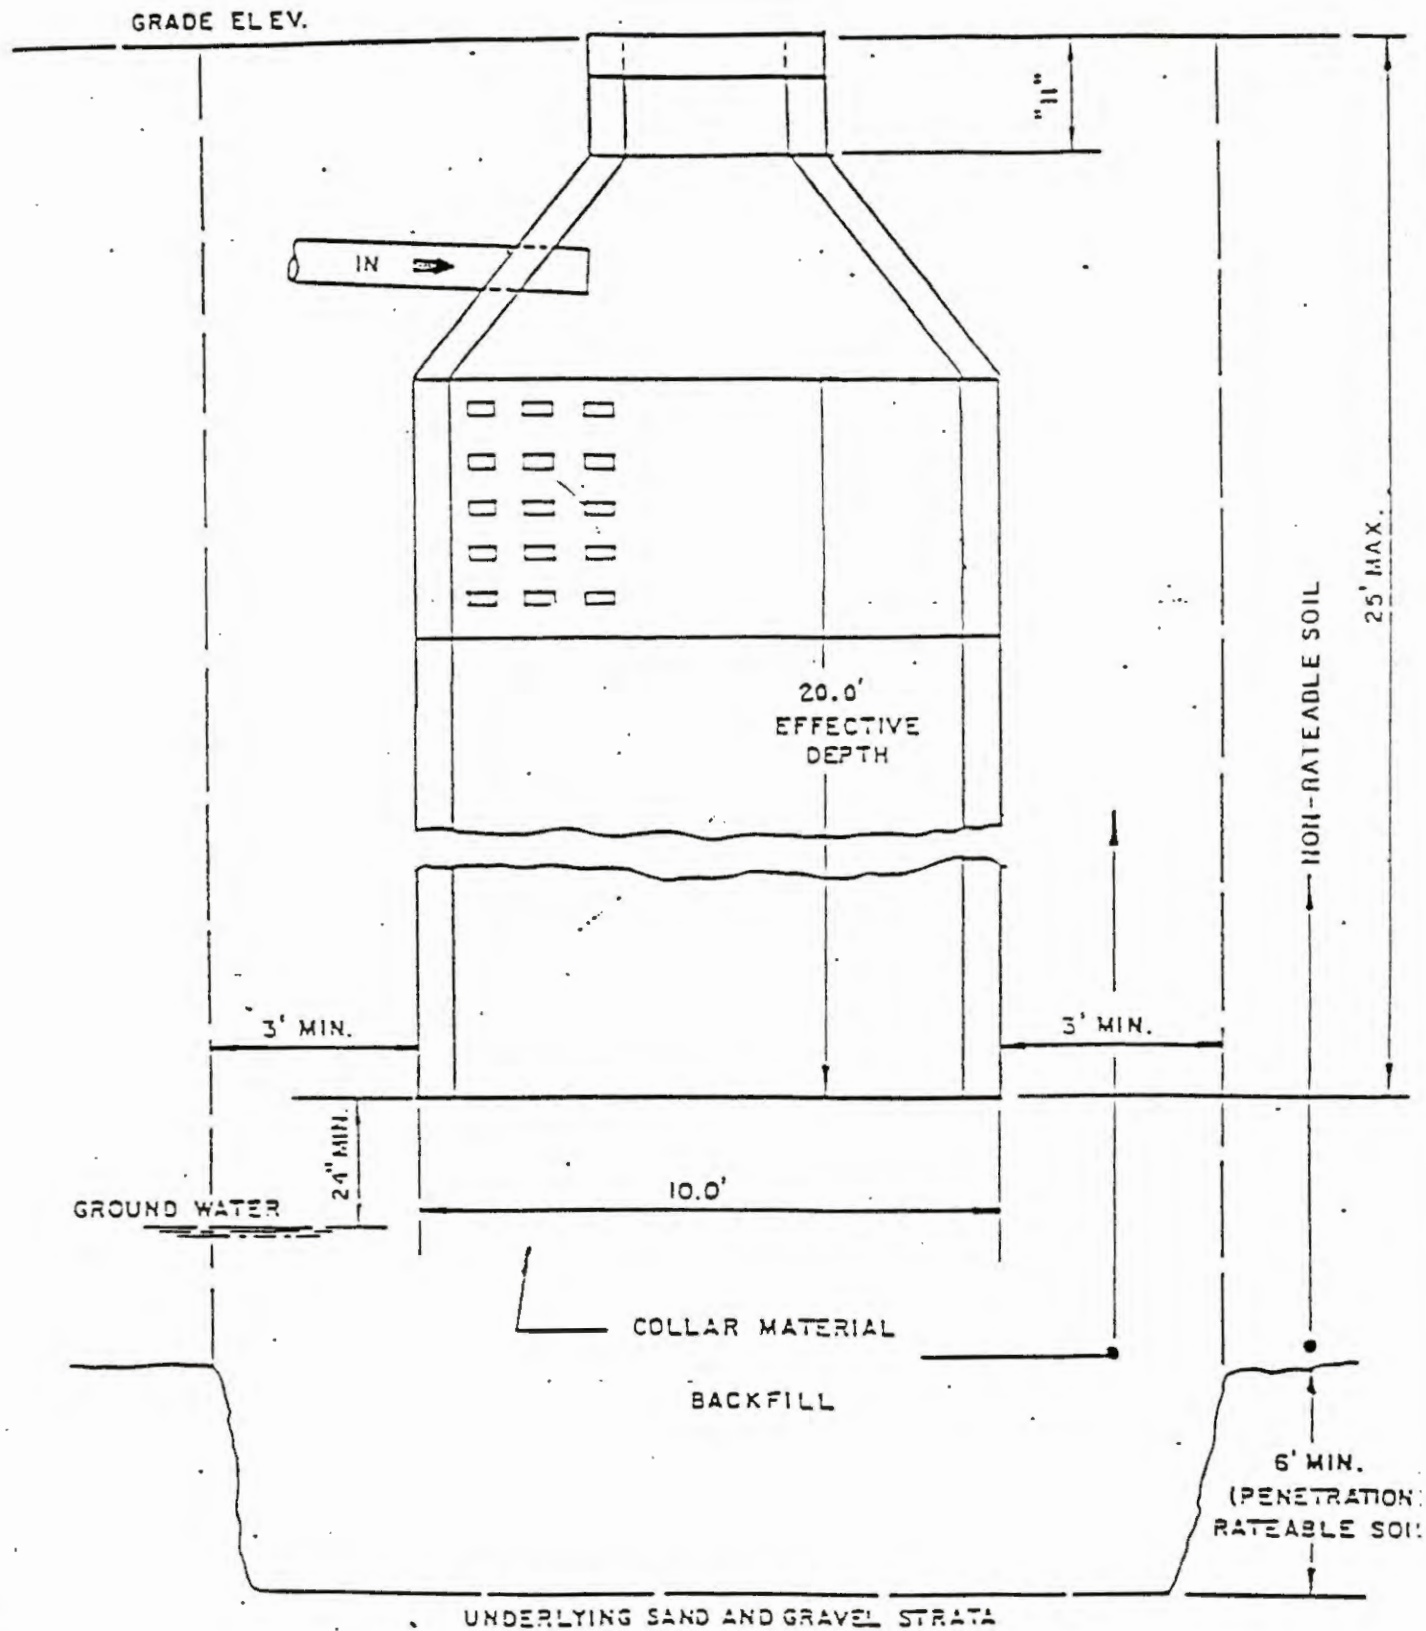 GRADE ELEV.
"H"
IN
25' MAX.
NON-RATEABLE SOIL
20.0'
EFFECTIVE
DEPTH
3' MIN.
3' MIN.
24" MIN.
10.0'
GROUND WATER
COLLAR MATERIAL
BACKFILL
6' MIN.
(PENETRATION
RATEABLE SOIL
UNDERLYING SAND AND GRAVEL STRATA